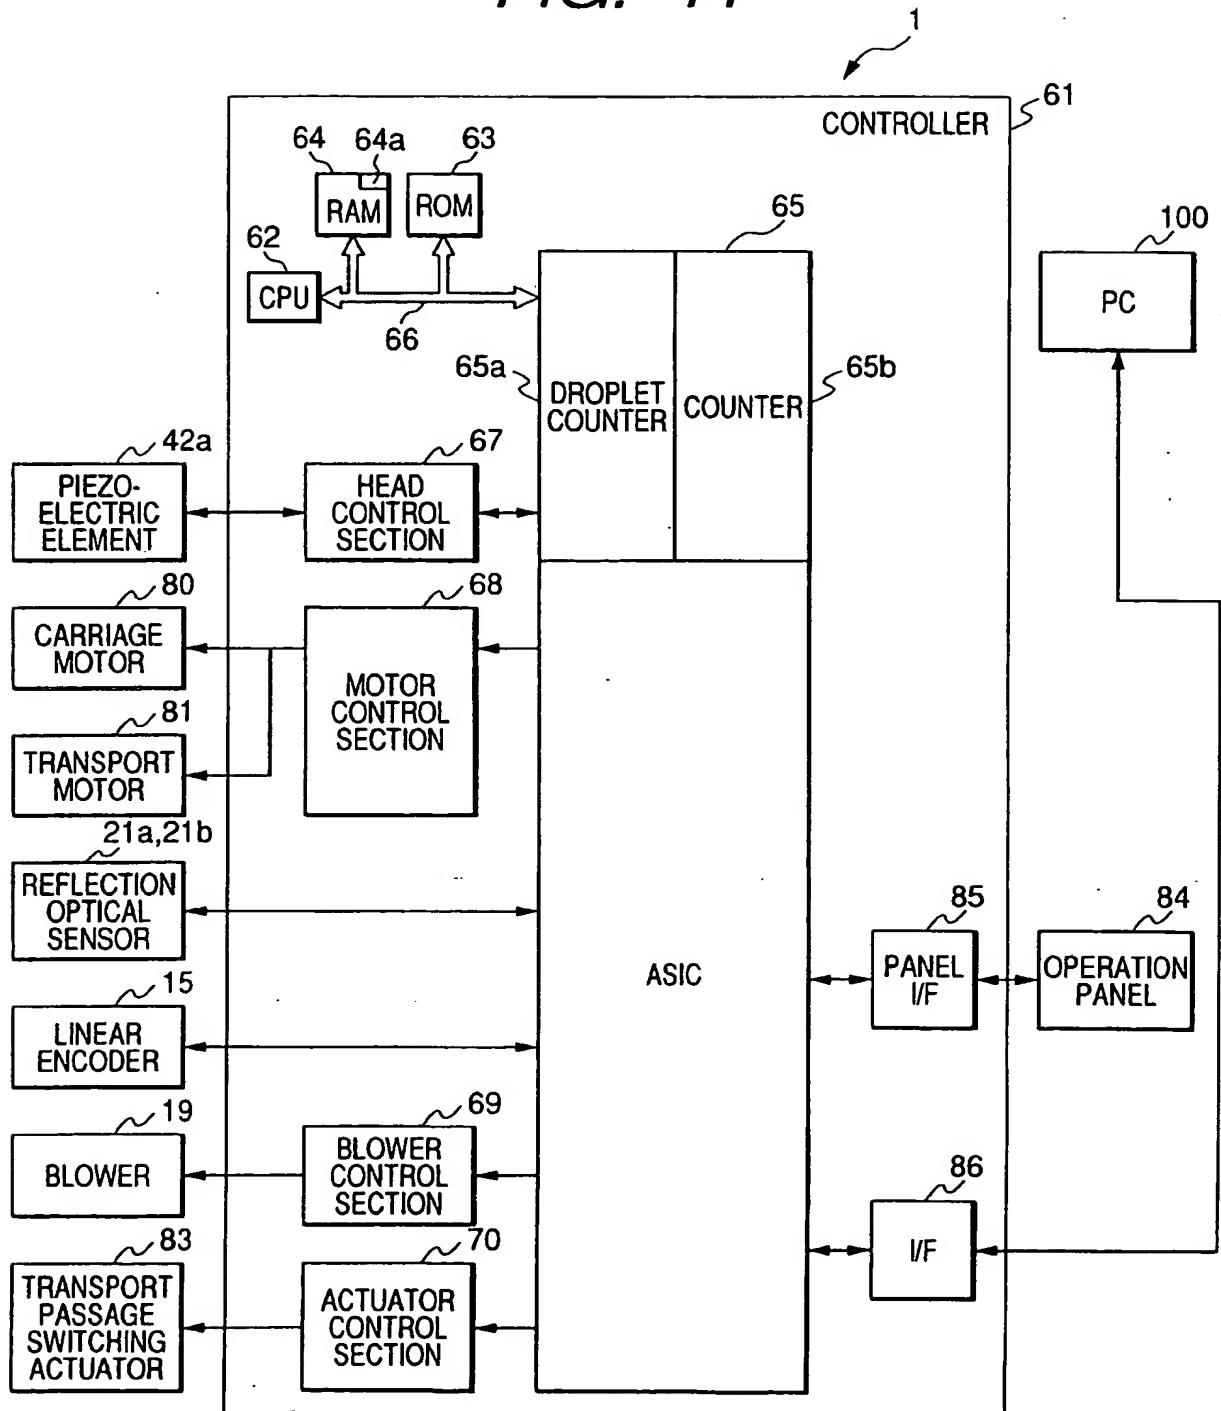 1
CONTROLLER
61
64
64a
63
RAM
ROM
62
CPU
66
65
100
PC
65a
DROPLET
COUNTER
COUNTER
65b
42a
PIEZO-
ELECTRIC
ELEMENT
67
HEAD
CONTROL
SECTION
80
CARRIAGE
MOTOR
68
MOTOR
CONTROL
SECTION
81
TRANSPORT
MOTOR
21a,21b
REFLECTION
OPTICAL
SENSOR
ASIC
85
PANEL
I/F
84
OPERATION
PANEL
15
LINEAR
ENCODER
19
BLOWER
69
BLOWER
CONTROL
SECTION
86
I/F
83
TRANSPORT
PASSAGE
SWITCHING
ACTUATOR
70
ACTUATOR
CONTROL
SECTION